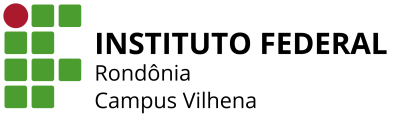 INSTITUTO FEDERAL
Rondônia
Campus Vilhena